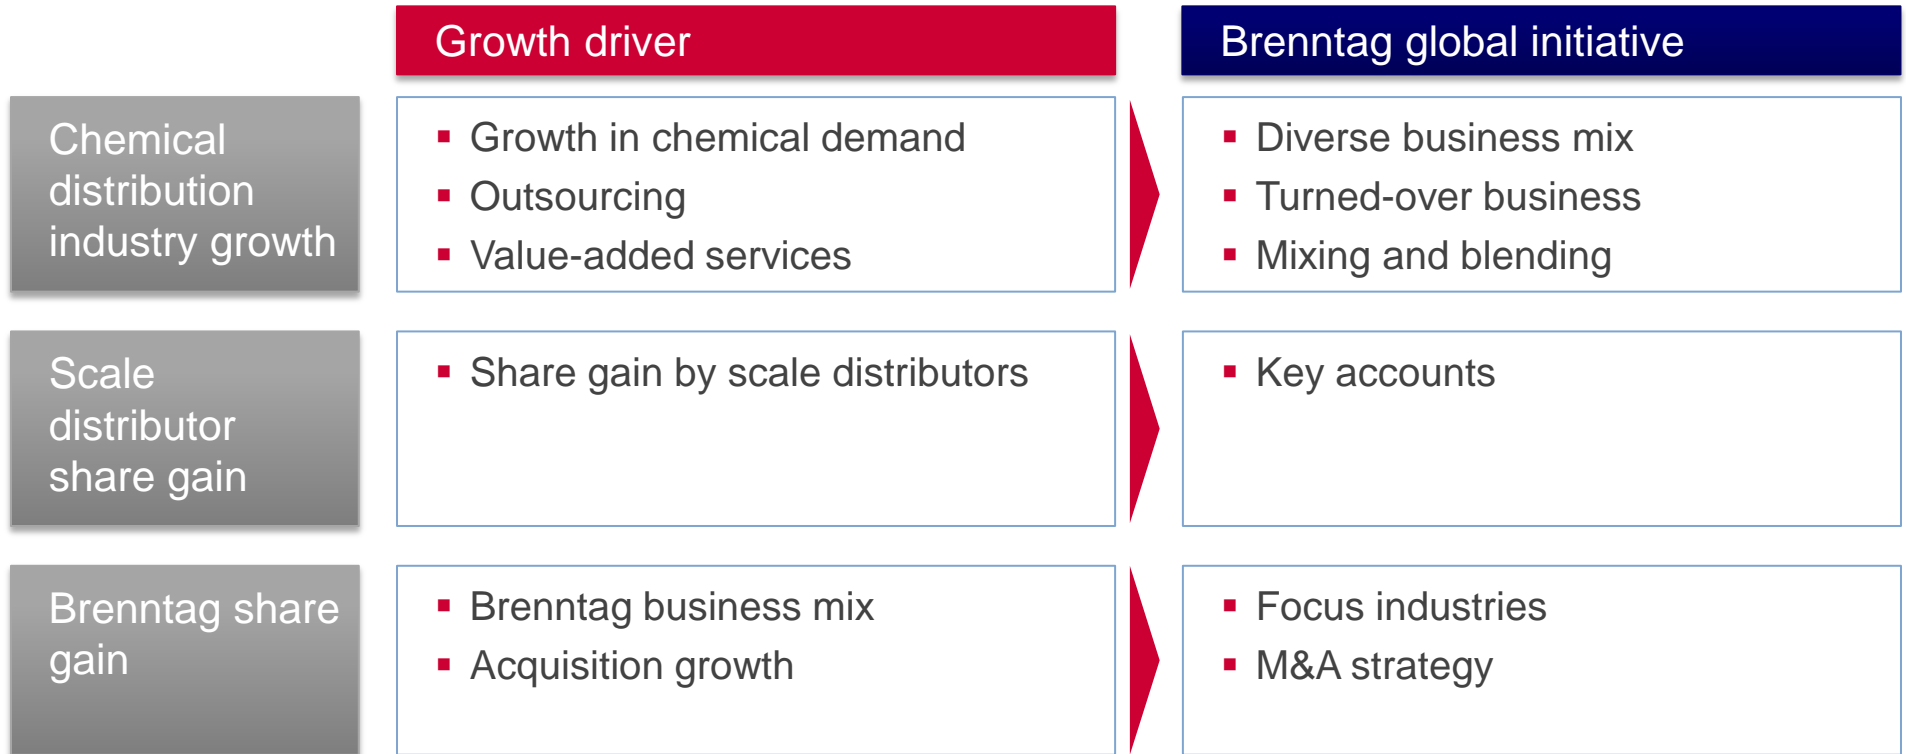 Growth driver
Brenntag global initiative
Chemical
distribution
industry growth
▪ Growth in chemical demand
▪ Outsourcing
▪ Value-added services
▪ Diverse business mix
▪ Turned-over business
▪ Mixing and blending
Scale
distributor
share gain
▪ Share gain by scale distributors
▪ Key accounts
Brenntag share
gain
▪ Brenntag business mix
▪ Acquisition growth
▪ Focus industries
▪ M&A strategy